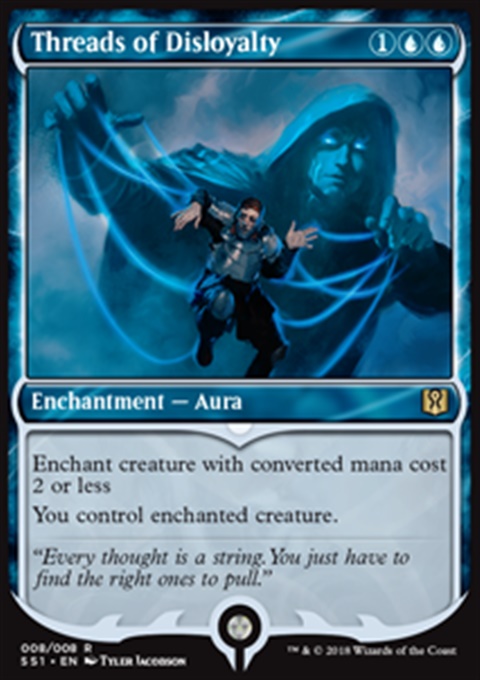 Threads of Disloyalty 1
Enchantment — Aura
Enchant creature with converted mana cost
2 or less
You control enchanted creature.
“Every thought is a string. You just have to
find the right ones to pull.”
008/008 R
SS1 • EN Tyler Jacobson
™ & © 2018 Wizards of the Coast